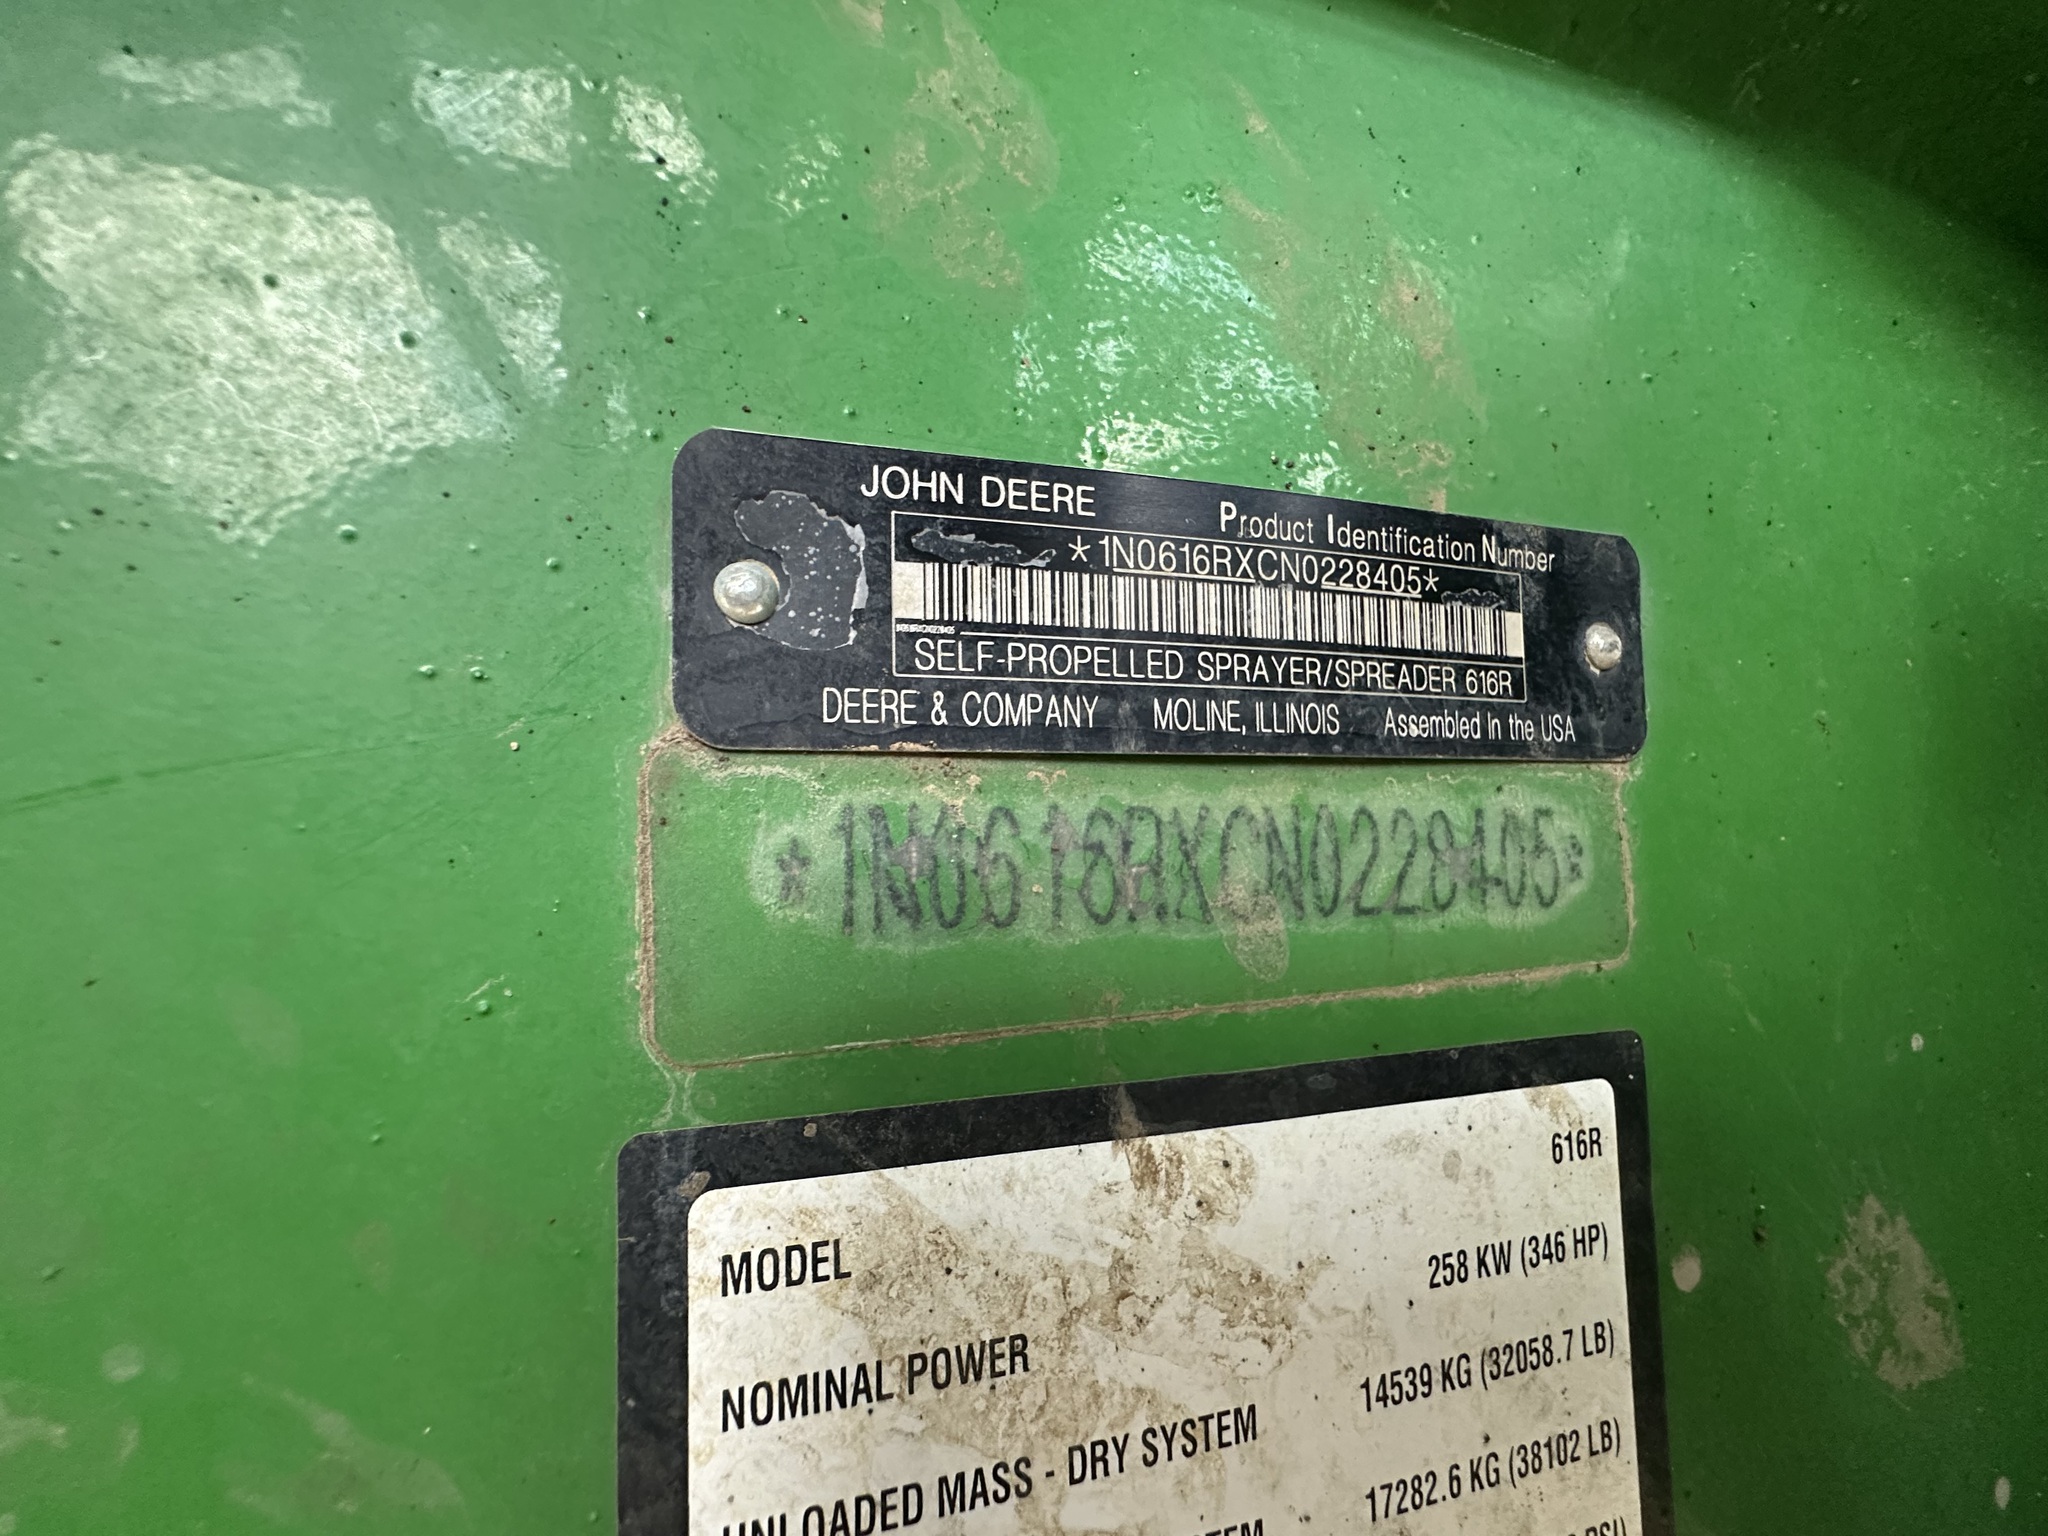 JOHN DEERE
Product Identification Number
*1N0616RXCN0228405*
SELF-PROPELLED SPRAYER/SPREADER 616R
DEERE & COMPANY MOLINE, ILLINOIS Assembled In the USA
*1N0616RXCN0228405*
MODEL 616R
NOMINAL POWER 258 KW (346 HP)
UNLOADED MASS - DRY SYSTEM 14539 KG (32058.7 LB)
17282.6 KG (38102 LB)